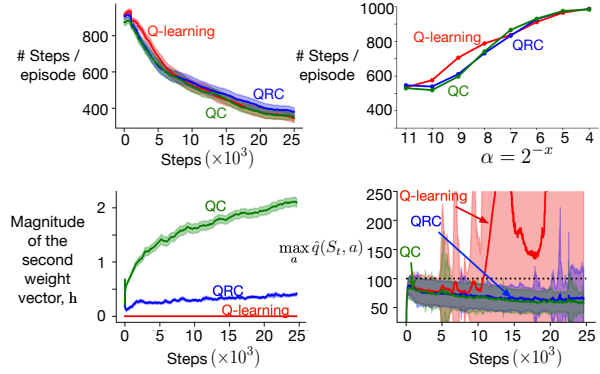 # Steps /
episode
800
600
400
0
5
10
15
20
25
Steps (×10³)
Q-learning
QRC
QC
# Steps /
episode
1000
800
600
400
11
10
9
8
7
6
5
4
α = 2⁻ˣ
Q-learning
QRC
QC
Magnitude
of the
second
weight
vector, h
2
1
0
0
5
10
15
20
25
Steps (×10³)
QC
QRC
Q-learning
max q̂(Sₜ, a)
a
250
200
150
100
50
0
5
10
15
20
25
Steps (×10³)
Q-learning
QRC
QC